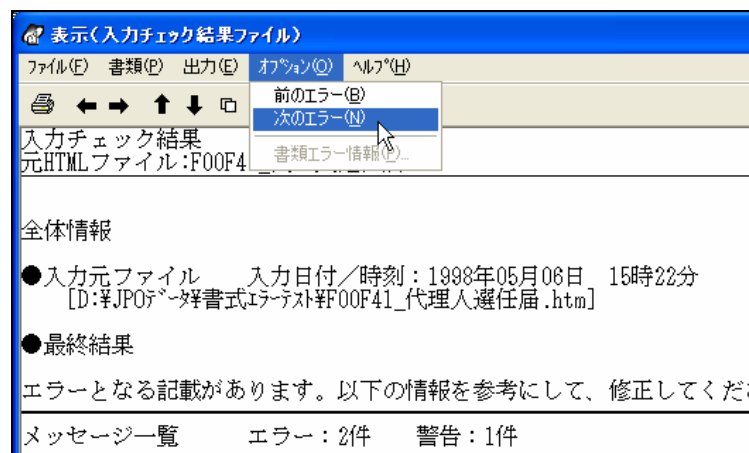 表示(入力チェック結果ファイル)
ファイル(F) 書類(P) 出力(E) オプション(O) ヘルプ(H)
前のエラー(B)
次のエラー(N)
書類エラー情報(P)...
入力チェック結果
元HTMLファイル:F00F4
全体情報
●入力元ファイル 入力日付/時刻:1998年05月06日 15時22分
[D:¥JPOデータ¥書式エラーテスト¥F00F41_代理人選任届.htm]
●最終結果
エラーとなる記載があります。以下の情報を参考にして、修正してくだ
メッセージ一覧 エラー:2件 警告:1件